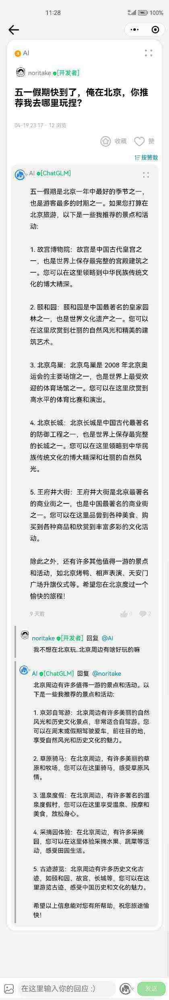 11:28
100%
AI
noritake [开发者]
五一假期快到了，俺在北京，你推
荐我去哪里玩捏？
04-19 23:17 · 12 浏览
收藏 赞
按赞数
AI [ChatGLM]
五一假期是北京一年中最好的季节之一，
也是游客最多的时期之一。如果您打算在
北京旅游，以下是一些我推荐的景点和活
动:
1. 故宫博物院：故宫是中国古代皇宫之
一，也是世界上保存最完整的宫殿建筑之
一。您可以在这里领略到中华民族传统文
化的博大精深。
2. 颐和园：颐和园是中国最著名的皇家园
林之一，也是世界文化遗产之一。您可以
在这里欣赏到壮丽的自然风光和精美的建
筑艺术。
3. 北京鸟巢：北京鸟巢是 2008 年北京奥
运会的主要场馆之一，也是世界上最受欢
迎的体育场馆之一。您可以在这里欣赏到
高水平的体育比赛和演出。
4. 北京长城：北京长城是中国古代最著名
的防御工程之一，也是世界上保存最完整
的长城之一。您可以在这里领略到中华民
族传统文化的博大精深和壮丽的自然风
光。
5. 王府井大街：王府井大街是北京最著名
的商业街之一，也是中国最著名的商业街
之一。您可以在这里品尝到各种美食、购
买到各种商品和欣赏到丰富多彩的文化活
动。
除此之外，还有许多其他值得一游的景点
和活动，如北京烤鸭、相声表演、天安门
广场升旗仪式等。希望您在北京度过一个
愉快的旅程！
9 天前 0 2
noritake [开发者] 回复 @AI
我不想在北京玩..北京周边有啥好玩的嘛
AI [ChatGLM] 回复 @noritake
北京周边有许多值得一游的景点和活动。以
下是一些我推荐的景点和活动:
1. 京郊自驾游：北京周边有许多美丽的自然
风光和历史文化景点，非常适合自驾游。您
可以在周末或假期驾驶爱车，前往目的地，
享受自然风光和历史文化的魅力。
2. 草原骑马：在北京周边，有许多美丽的草
原和牧场，您可以在这里骑马，感受草原风
情。
3. 温泉度假：在北京周边，有许多著名的温
泉度假村，您可以在这里享受温泉、按摩和
美食，放松身心。
4. 采摘园体验：在北京周边，有许多采摘
园，您可以在这里体验采摘水果、蔬菜等活
动，感受田园生活。
5. 古迹游览：北京周边有许多历史文化古
迹，如颐和园、故宫、长城等，您可以在这
里游览古迹，感受中国历史和文化的魅力。
希望以上信息能对您有所帮助，祝您旅途愉
快！
在这里输入你的回应 :)
发送